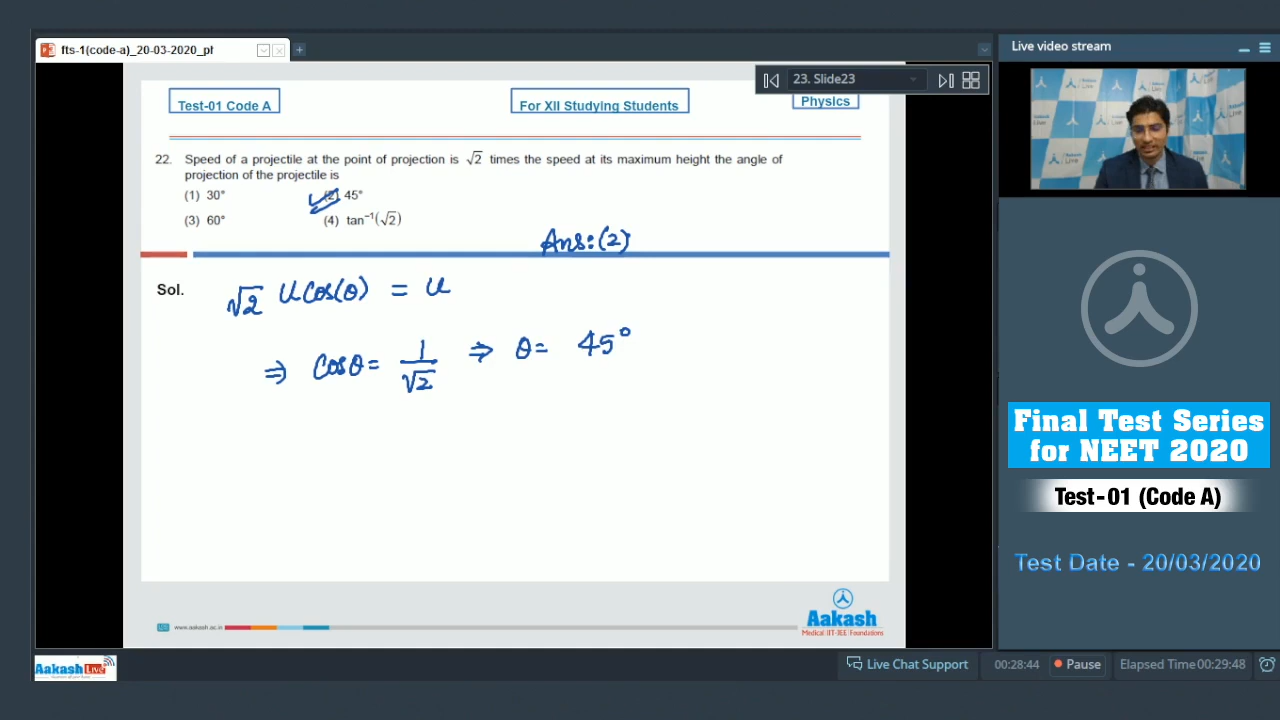 fts-1(code-a)_20-03-2020_pl
Live video stream
23. Slide23
Test-01 Code A
For XII Studying Students
Physics
22. Speed of a projectile at the point of projection is √2 times the speed at its maximum height the angle of
projection of the projectile is
(1) 30°
(2) 45°
(3) 60°
(4) tan⁻¹(√2)
Ans:(2)
Sol.
√2 u Cos(θ) = u
⇒ Cosθ = 1/√2 ⇒ θ = 45°
Final Test Series
for NEET 2020
Test-01 (Code A)
Test Date - 20/03/2020
www.aakash.ac.in
Aakash
Medical|IIT-JEE|Foundations
Aakash Live
Live Chat Support
00:28:44
Pause
Elapsed Time 00:29:48